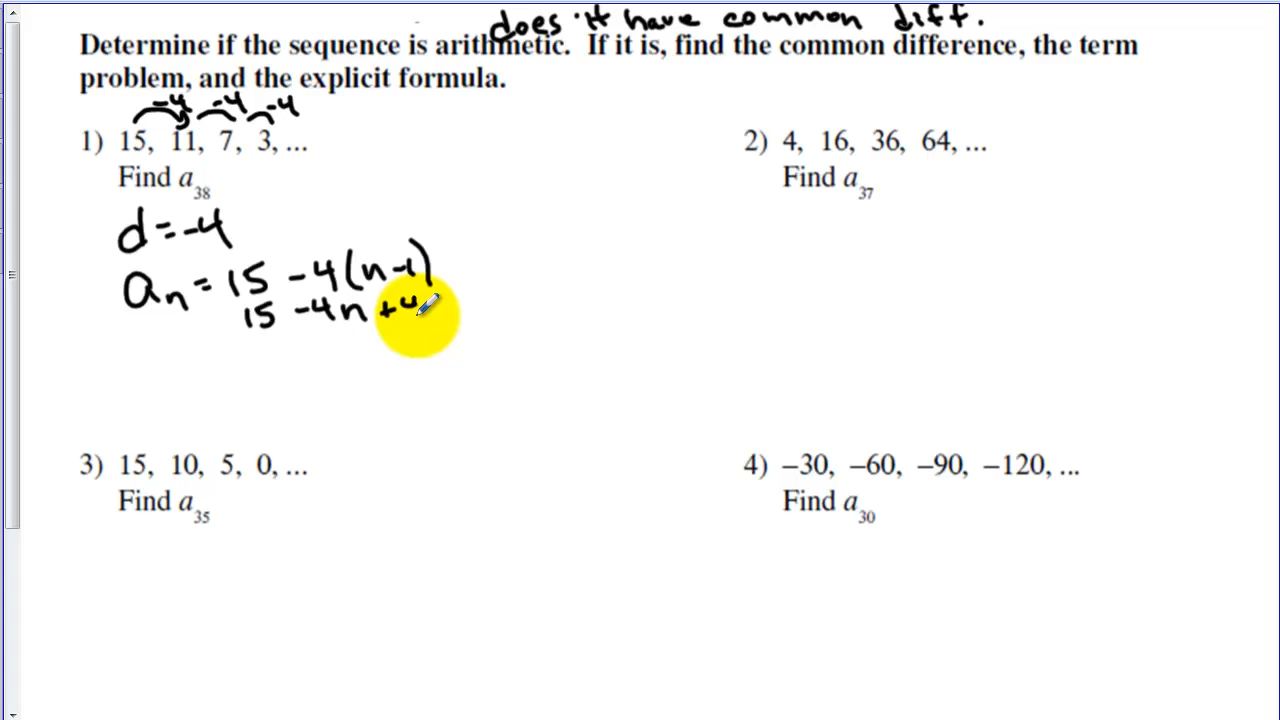 does it have common diff.
Determine if the sequence is arithmetic. If it is, find the common difference, the term
problem, and the explicit formula.
-4 -4 -4
1) 15, 11, 7, 3, ...
Find a₃₈
d = -4
aₙ = 15 - 4(n-1)
15 - 4n + 4
2) 4, 16, 36, 64, ...
Find a₃₇
3) 15, 10, 5, 0, ...
Find a₃₅
4) –30, –60, –90, –120, ...
Find a₃₀